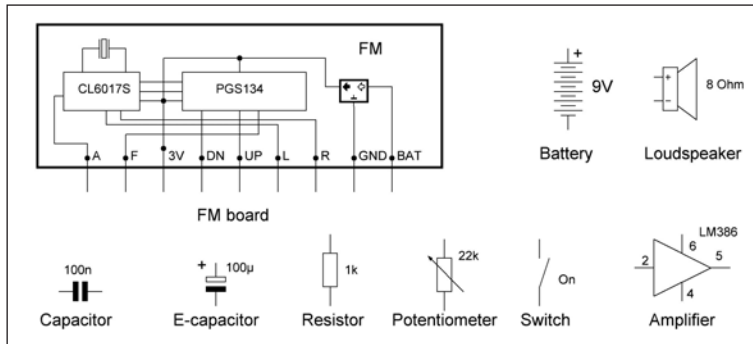 FM
CL6017S
PGS134
A F 3V DN UP L R GND BAT
FM board
+
9V
Battery
+
−
8 Ohm
Loudspeaker
100n
Capacitor
+
100µ
E-capacitor
1k
Resistor
22k
Potentiometer
On
Switch
LM386
2
6
5
4
Amplifier